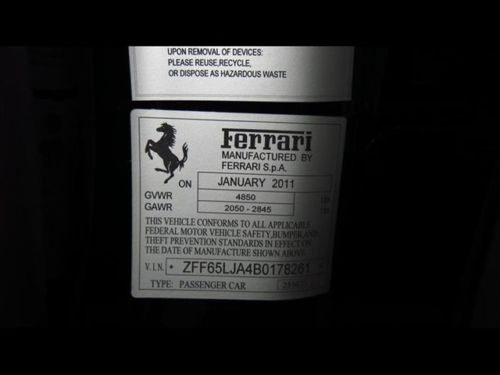 UPON REMOVAL OF DEVICES:
PLEASE REUSE,RECYCLE,
OR DISPOSE AS HAZARDOUS WASTE
Ferrari
MANUFACTURED BY
FERRARI S.p.A.
ON JANUARY 2011
GVWR 4850
GAWR 2050 - 2845
THIS VEHICLE CONFORMS TO ALL APPLICABLE
FEDERAL MOTOR VEHICLE SAFETY,BUMPER,AND
THEFT PREVENTION STANDARDS IN EFFECT ON
THE DATE OF MANUFACTURE SHOWN ABOVE.
V.I.N. * ZFF65LJA4B0178261 *
TYPE: PASSENGER CAR